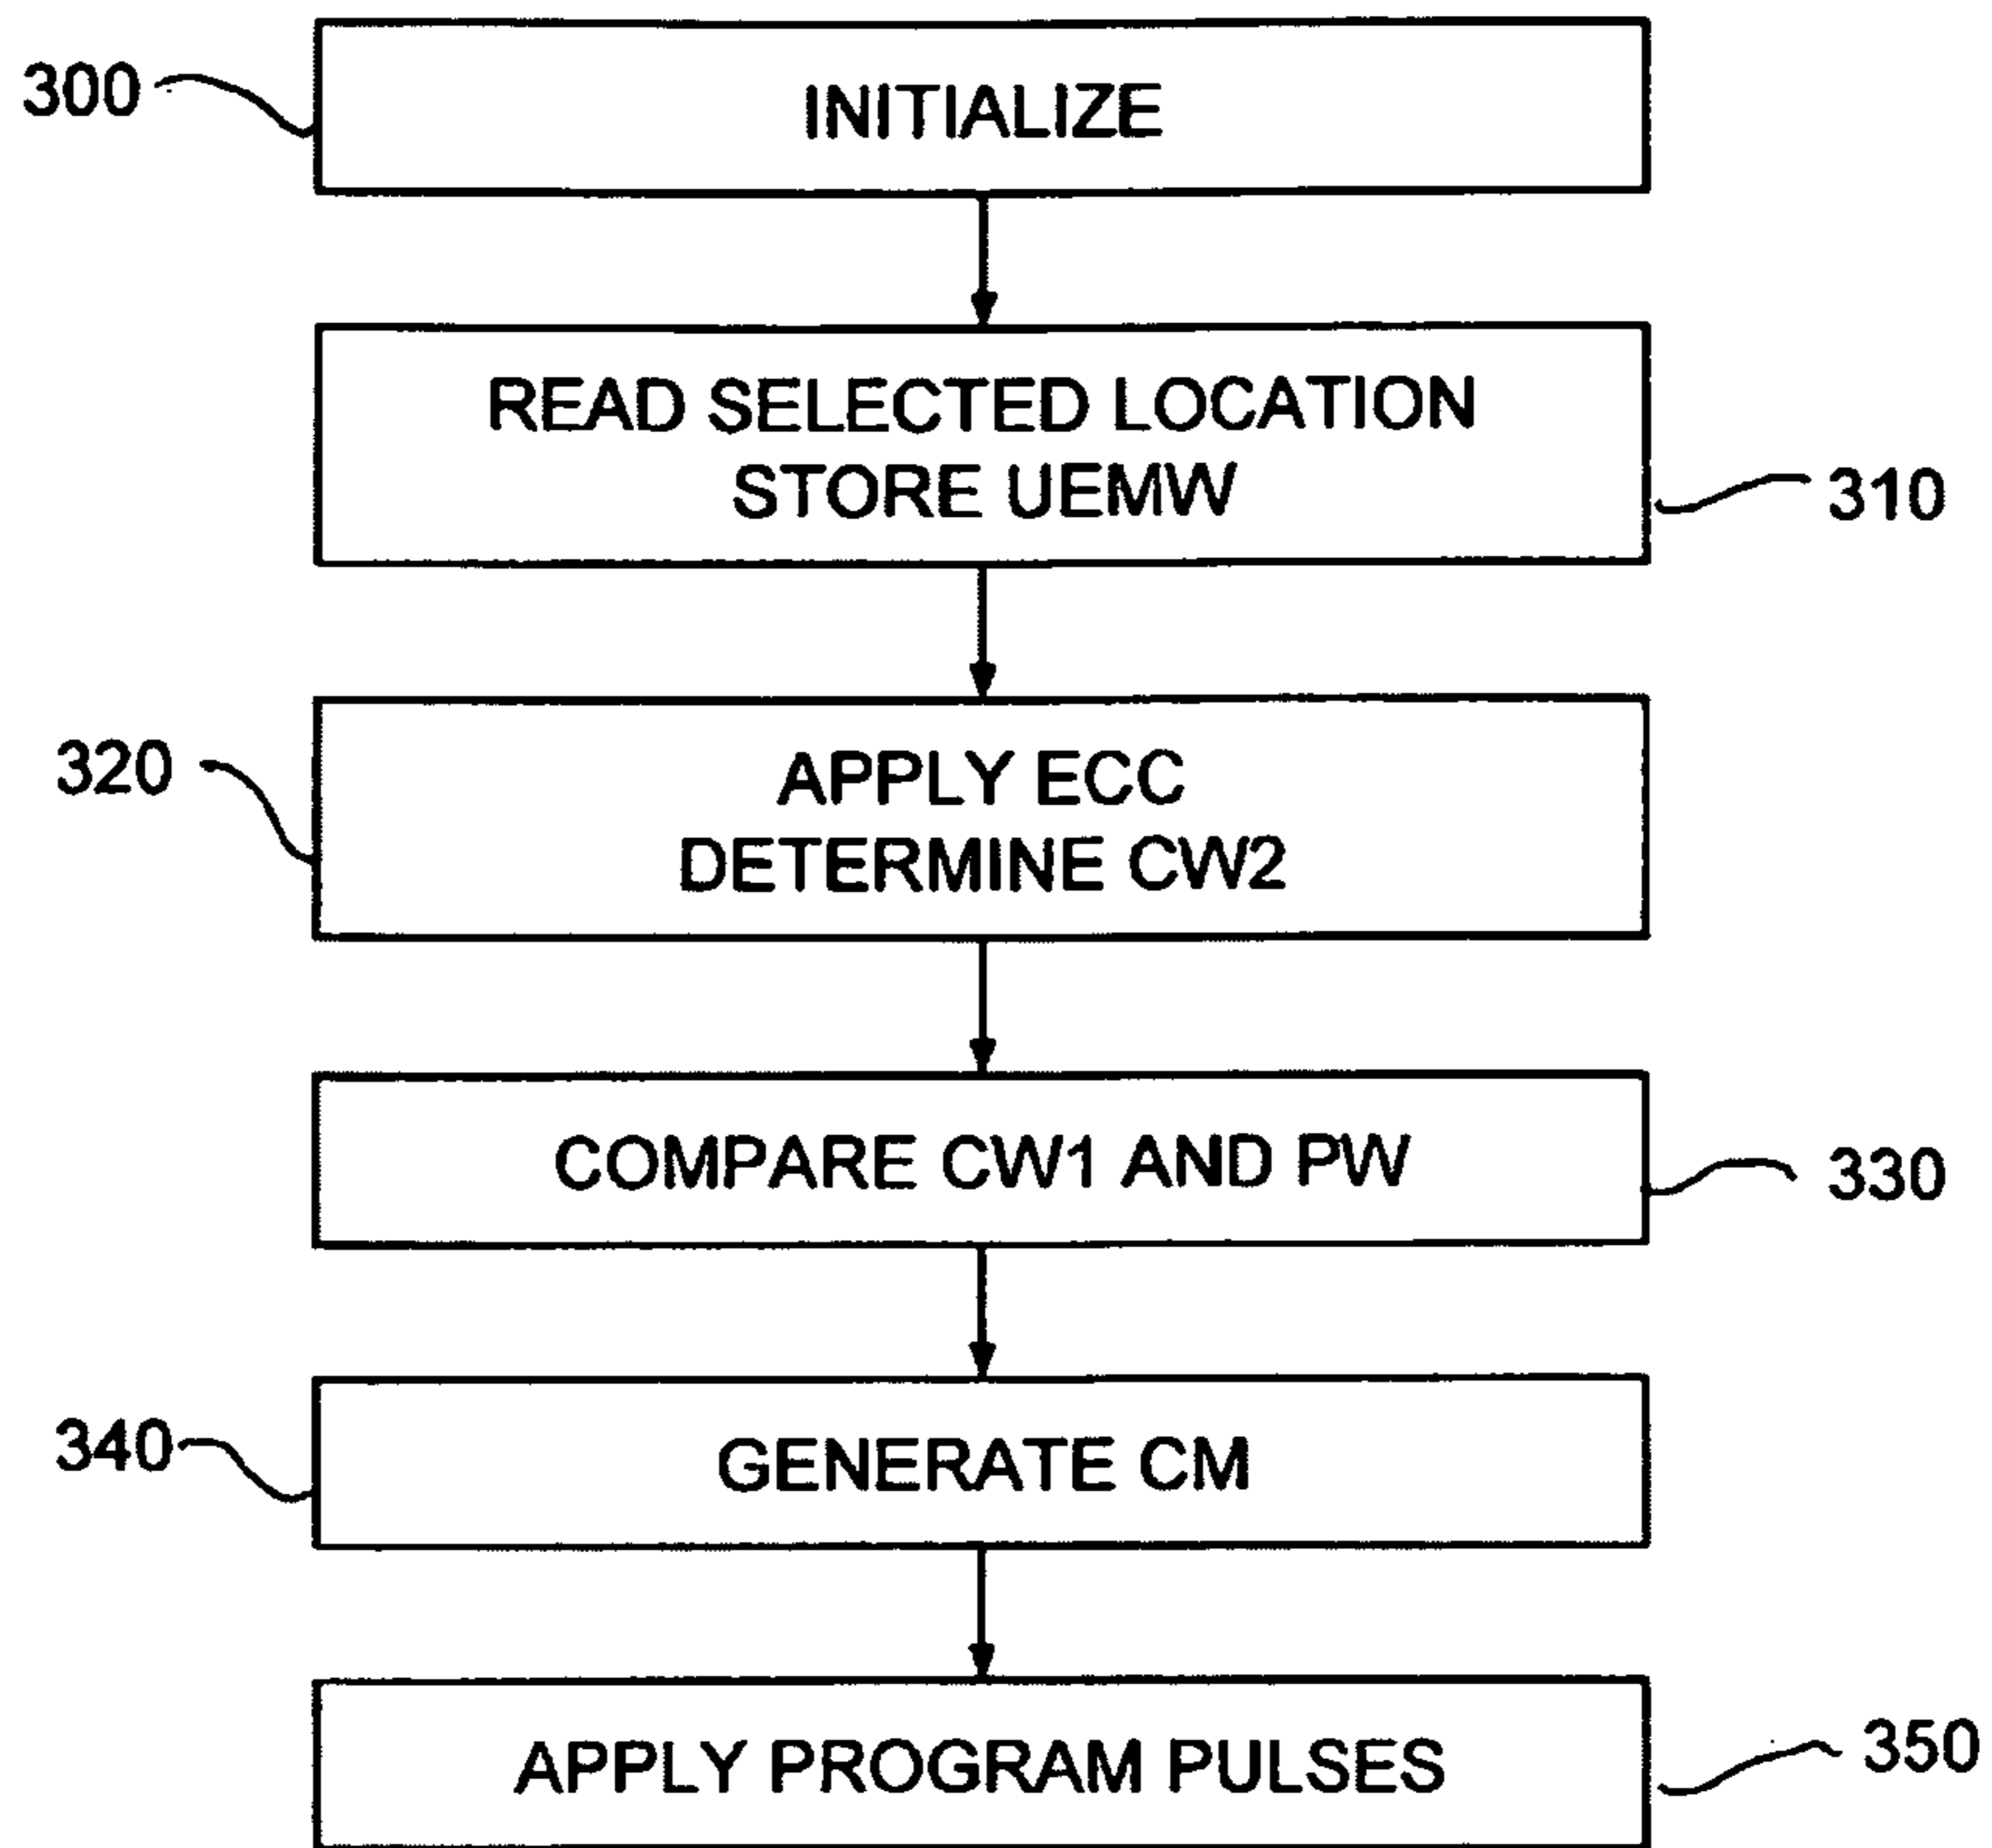 300
INITIALIZE
READ SELECTED LOCATION
STORE UEMW
310
320
APPLY ECC
DETERMINE CW2
COMPARE CW1 AND PW
330
340
GENERATE CM
APPLY PROGRAM PULSES
350